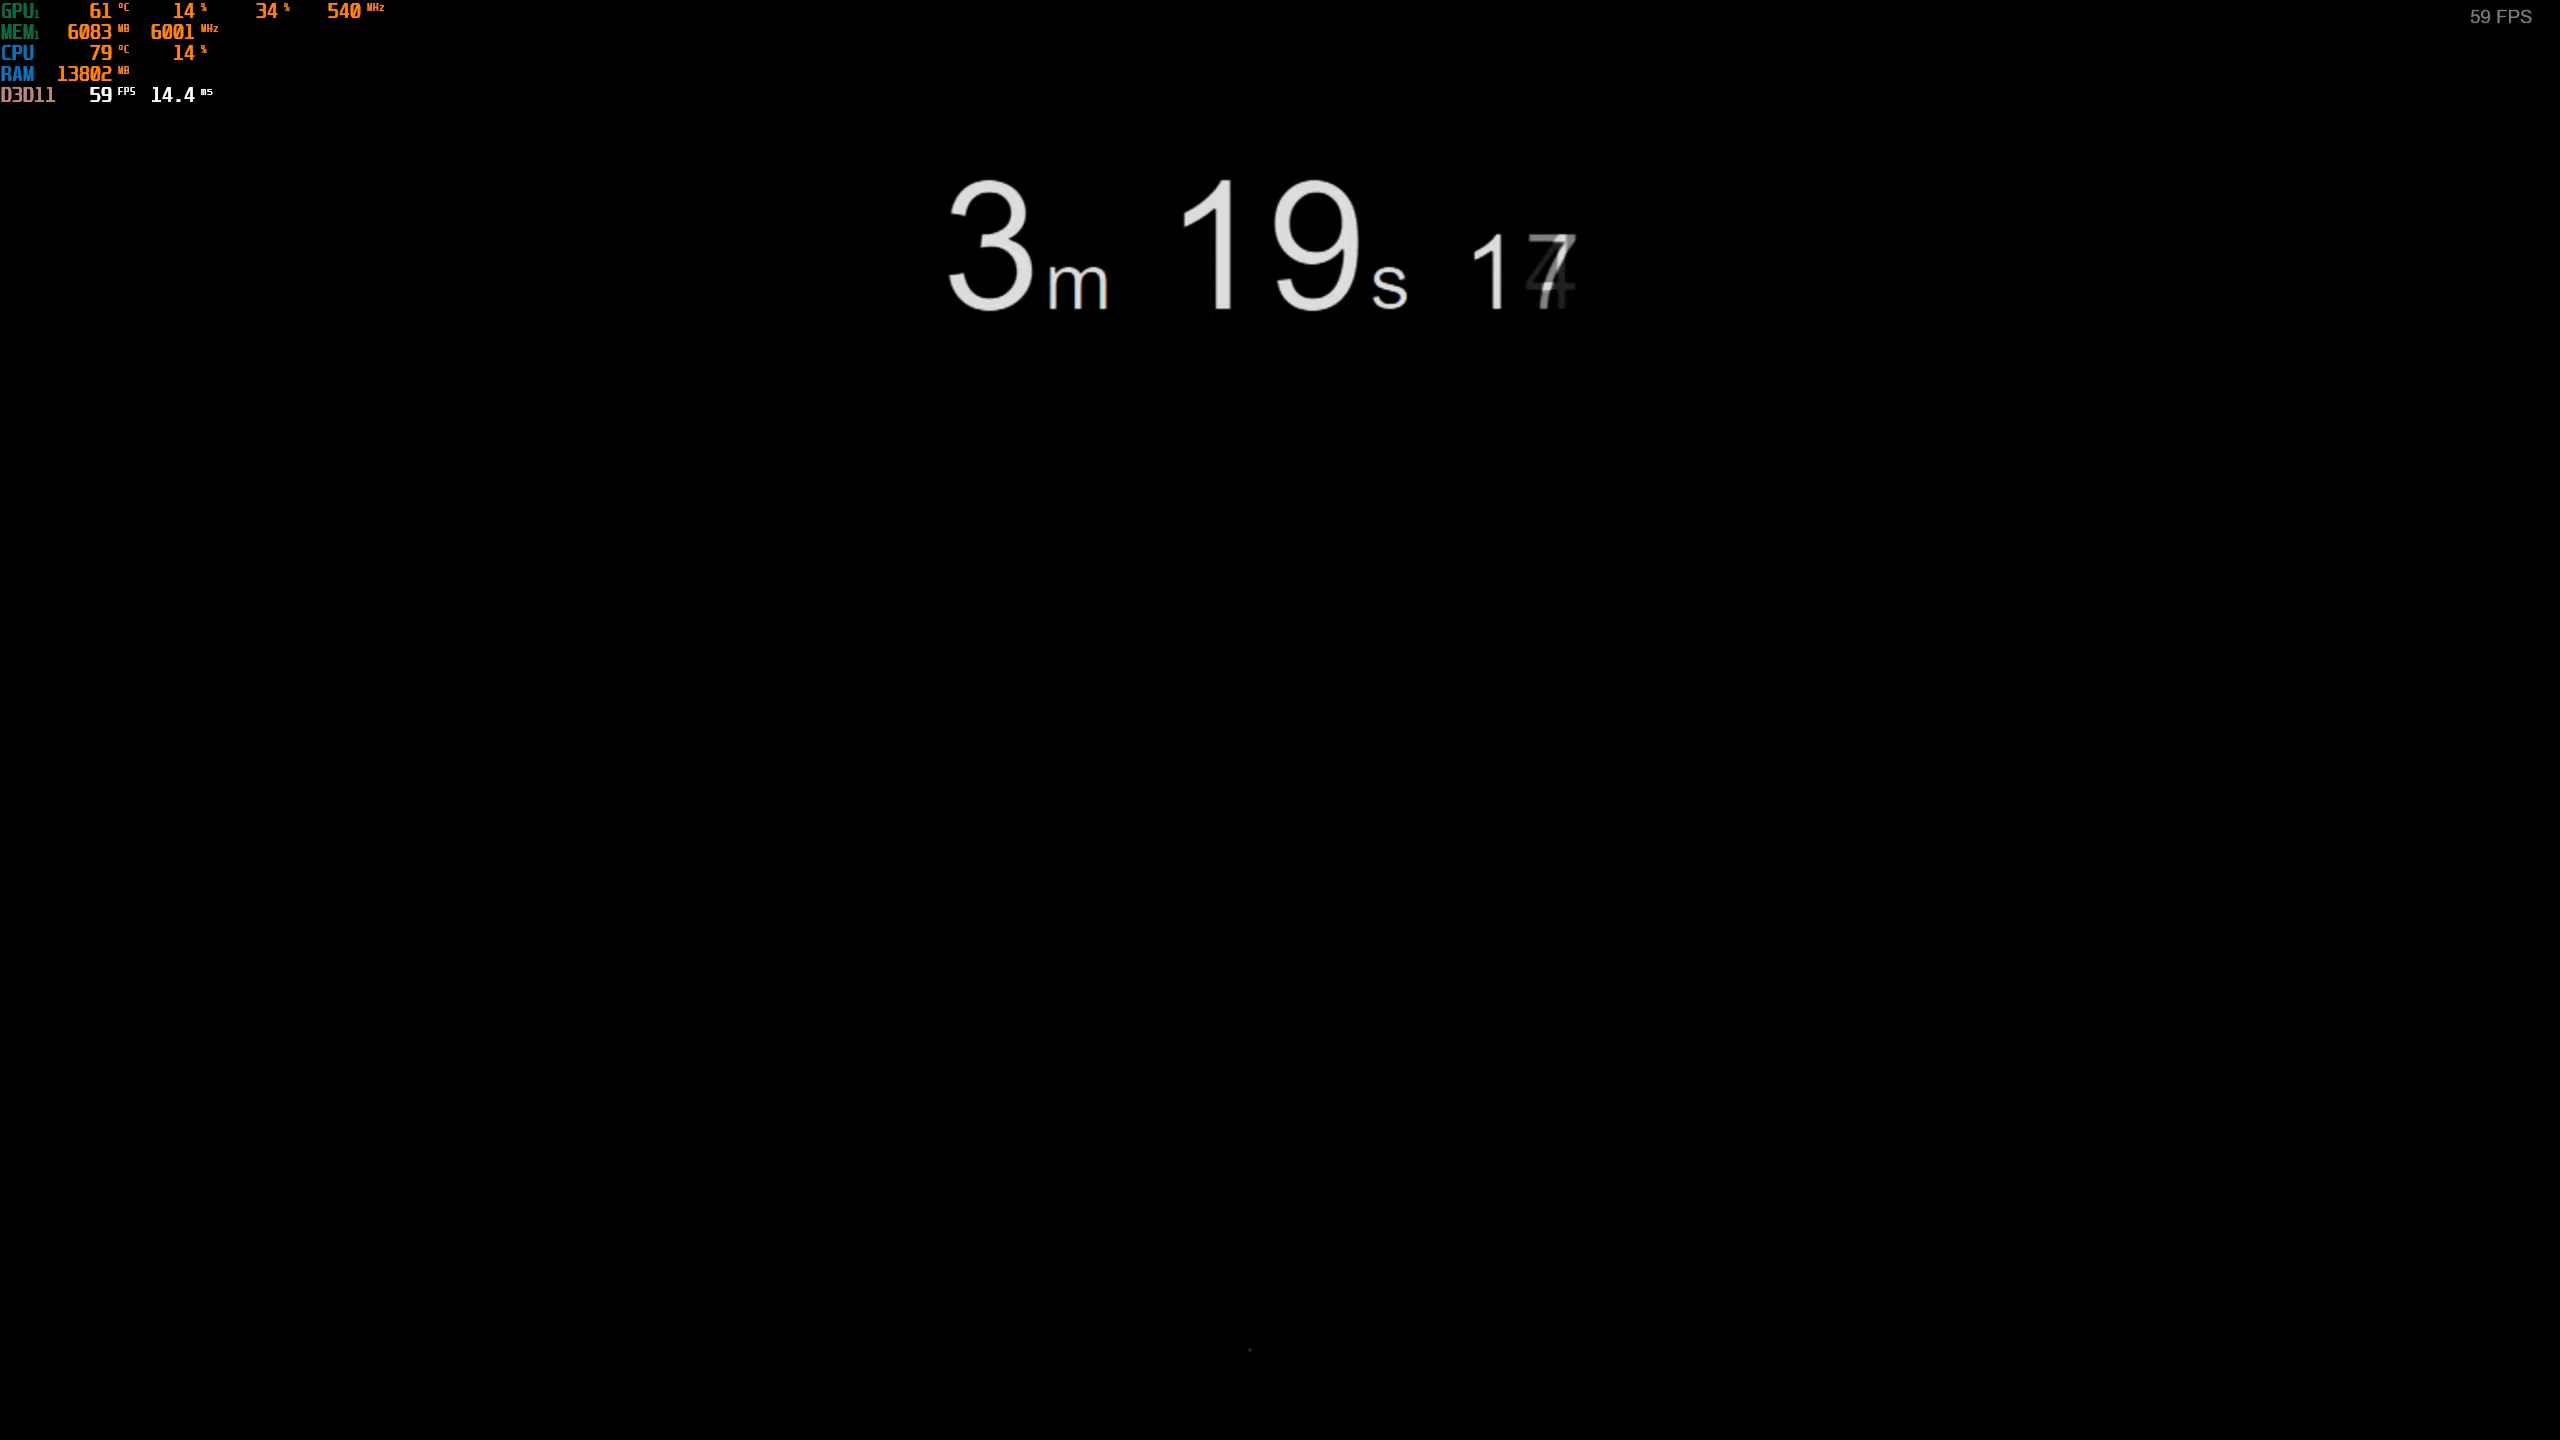 GPU1 61 °C 14 % 34 % 540 MHz
MEM1 6083 MB 6001 MHz
CPU 79 °C 14 %
RAM 13802 MB
D3D11 59 FPS 14.4 ms
59 FPS
3m 19s 17